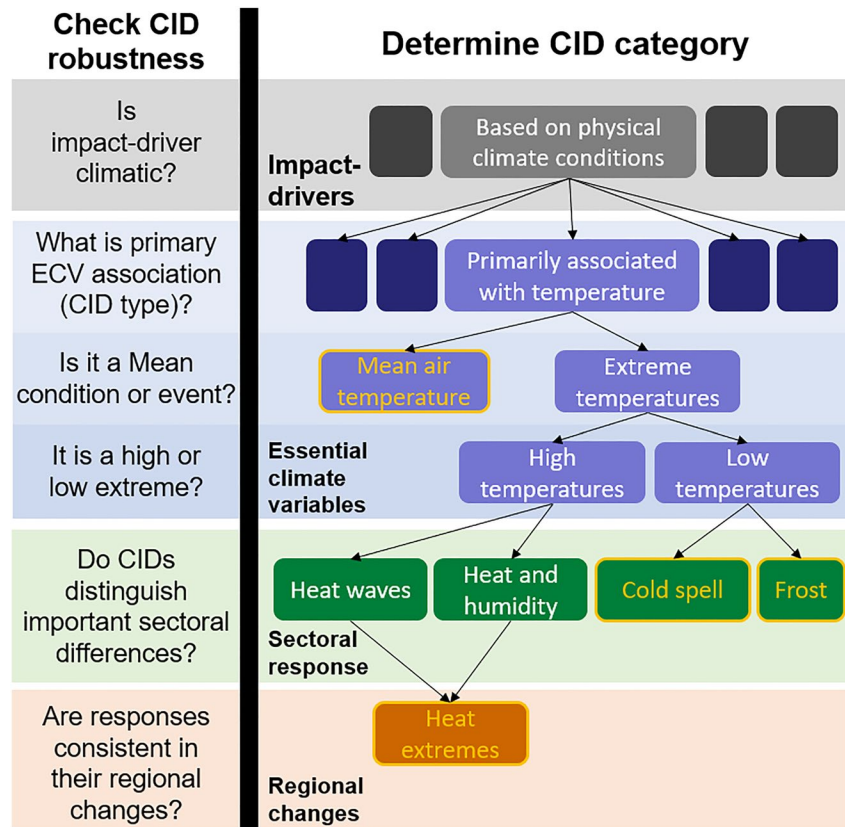 Check CID
robustness
Determine CID category
Is
impact-driver
climatic?
Based on physical
climate conditions
Impact-
drivers
What is primary
ECV association
(CID type)?
Primarily associated
with temperature
Is it a Mean
condition or event?
Mean air
temperature
Extreme
temperatures
It is a high or
low extreme?
Essential
climate
variables
High
temperatures
Low
temperatures
Do CIDs
distinguish
important sectoral
differences?
Heat waves
Heat and
humidity
Cold spell
Frost
Sectoral
response
Are responses
consistent in
their regional
changes?
Heat
extremes
Regional
changes